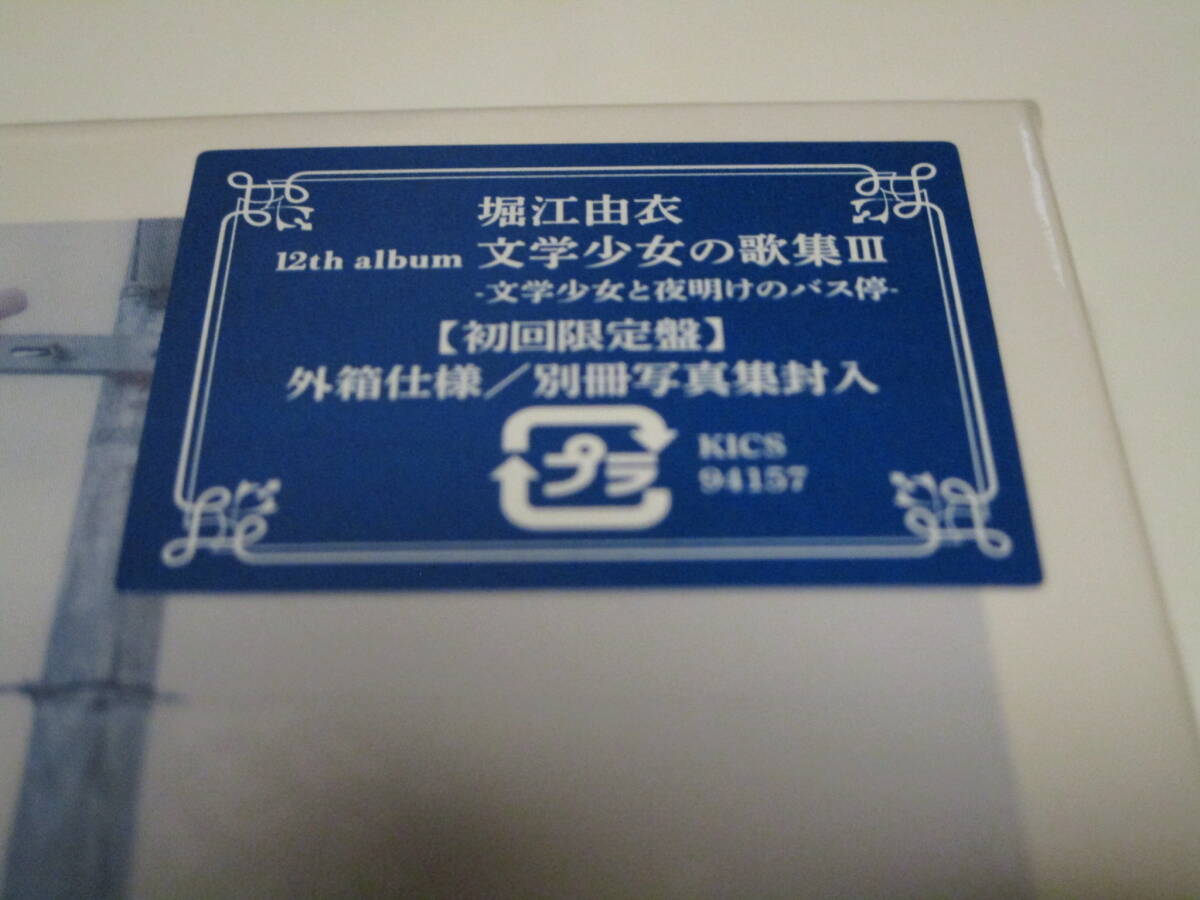 堀江由衣
12th album 文学少女の歌集III
-文学少女と夜明けのバス停-
【初回限定盤】
外箱仕様／別冊写真集封入
プラ
KICS
94157